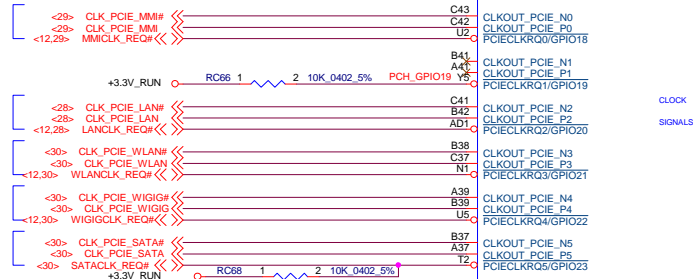 <29> CLK_PCIE_MMI# C43 CLKOUT_PCIE_N0
<29> CLK_PCIE_MMI C42 CLKOUT_PCIE_P0
<12,29> MMICLK_REQ# U2 PCIECLKRQ0/GPIO18
B41 CLKOUT_PCIE_N1
A41 CLKOUT_PCIE_P1
+3.3V_RUN RC66 1 2 10K_0402_5% PCH_GPIO19 Y5 PCIECLKRQ1/GPIO19
<28> CLK_PCIE_LAN# C41 CLKOUT_PCIE_N2 CLOCK
<28> CLK_PCIE_LAN B42 CLKOUT_PCIE_P2
<12,28> LANCLK_REQ# AD1 PCIECLKRQ2/GPIO20 SIGNALS
<30> CLK_PCIE_WLAN# B38 CLKOUT_PCIE_N3
<30> CLK_PCIE_WLAN C37 CLKOUT_PCIE_P3
<12,30> WLANCLK_REQ# N1 PCIECLKRQ3/GPIO21
<30> CLK_PCIE_WIGIG# A39 CLKOUT_PCIE_N4
<30> CLK_PCIE_WIGIG B39 CLKOUT_PCIE_P4
<12,30> WIGIGCLK_REQ# U5 PCIECLKRQ4/GPIO22
<30> CLK_PCIE_SATA# B37 CLKOUT_PCIE_N5
<30> CLK_PCIE_SATA A37 CLKOUT_PCIE_P5
<30> SATACLK_REQ# T2 PCIECLKRQ5/GPIO23
+3.3V_RUN RC68 1 2 10K_0402_5%